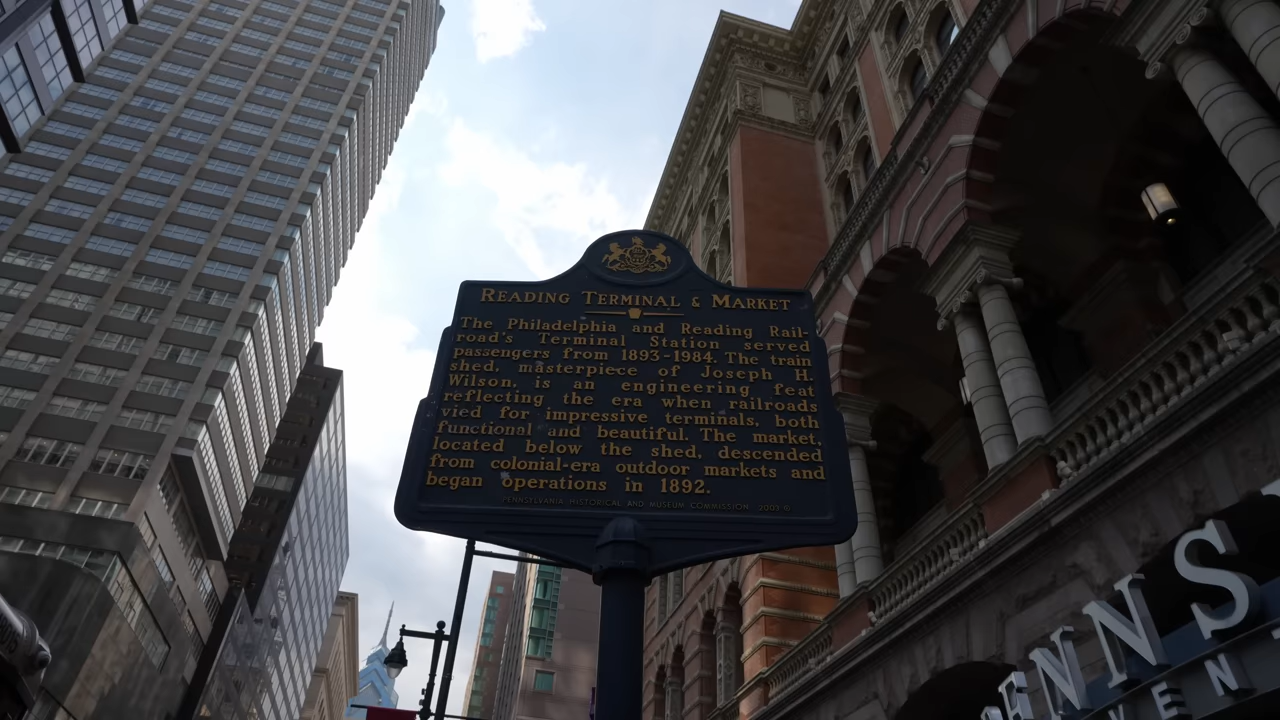 READING TERMINAL & MARKET
The Philadelphia and Reading Rail-
road's Terminal Station served
passengers from 1893-1984. The train
shed, masterpiece of Joseph H.
Wilson, is an engineering feat
reflecting the era when railroads
vied for impressive terminals, both
functional and beautiful. The market,
located below the shed, descended
from colonial-era outdoor markets and
began operations in 1892.
PENNSYLVANIA HISTORICAL AND MUSEUM COMMISSION 2003 ©